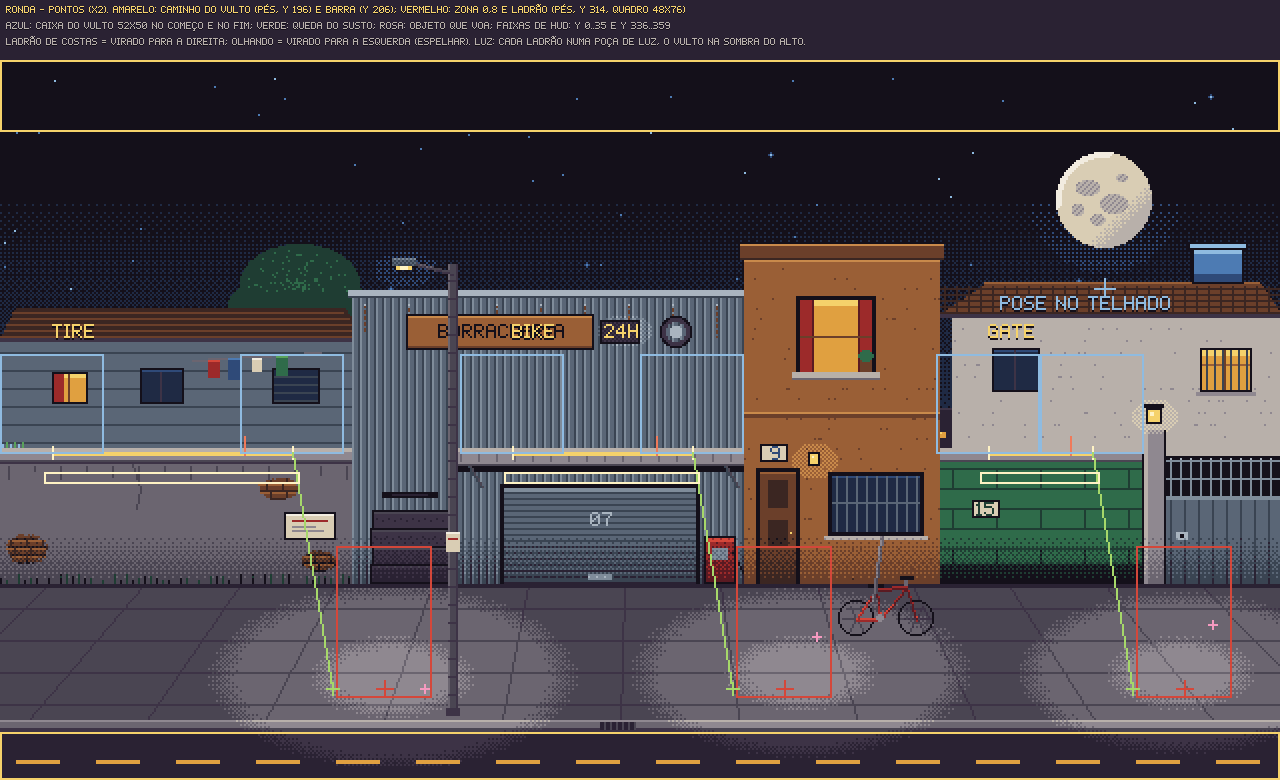 RONDA - PONTOS (X2). AMARELO: CAMINHO DO VULTO (PÉS, Y 196) E BARRA (Y 206); VERMELHO: ZONA 0.8 E LADRÃO (PÉS, Y 314, QUADRO 48X76)
AZUL: CAIXA DO VULTO 52X50 NO COMEÇO E NO FIM; VERDE: QUEDA DO SUSTO; ROSA: OBJETO QUE VOA; FAIXAS DE HUD: Y 0.35 E Y 336.359
LADRÃO DE COSTAS = VIRADO PARA A DIREITA; OLHANDO = VIRADO PARA A ESQUERDA (ESPELHAR). LUZ: CADA LADRÃO NUMA POÇA DE LUZ, O VULTO NA SOMBRA DO ALTO.
POSE NO TELHADO
TIRE
BIKE
24H
GATE
9
15
07